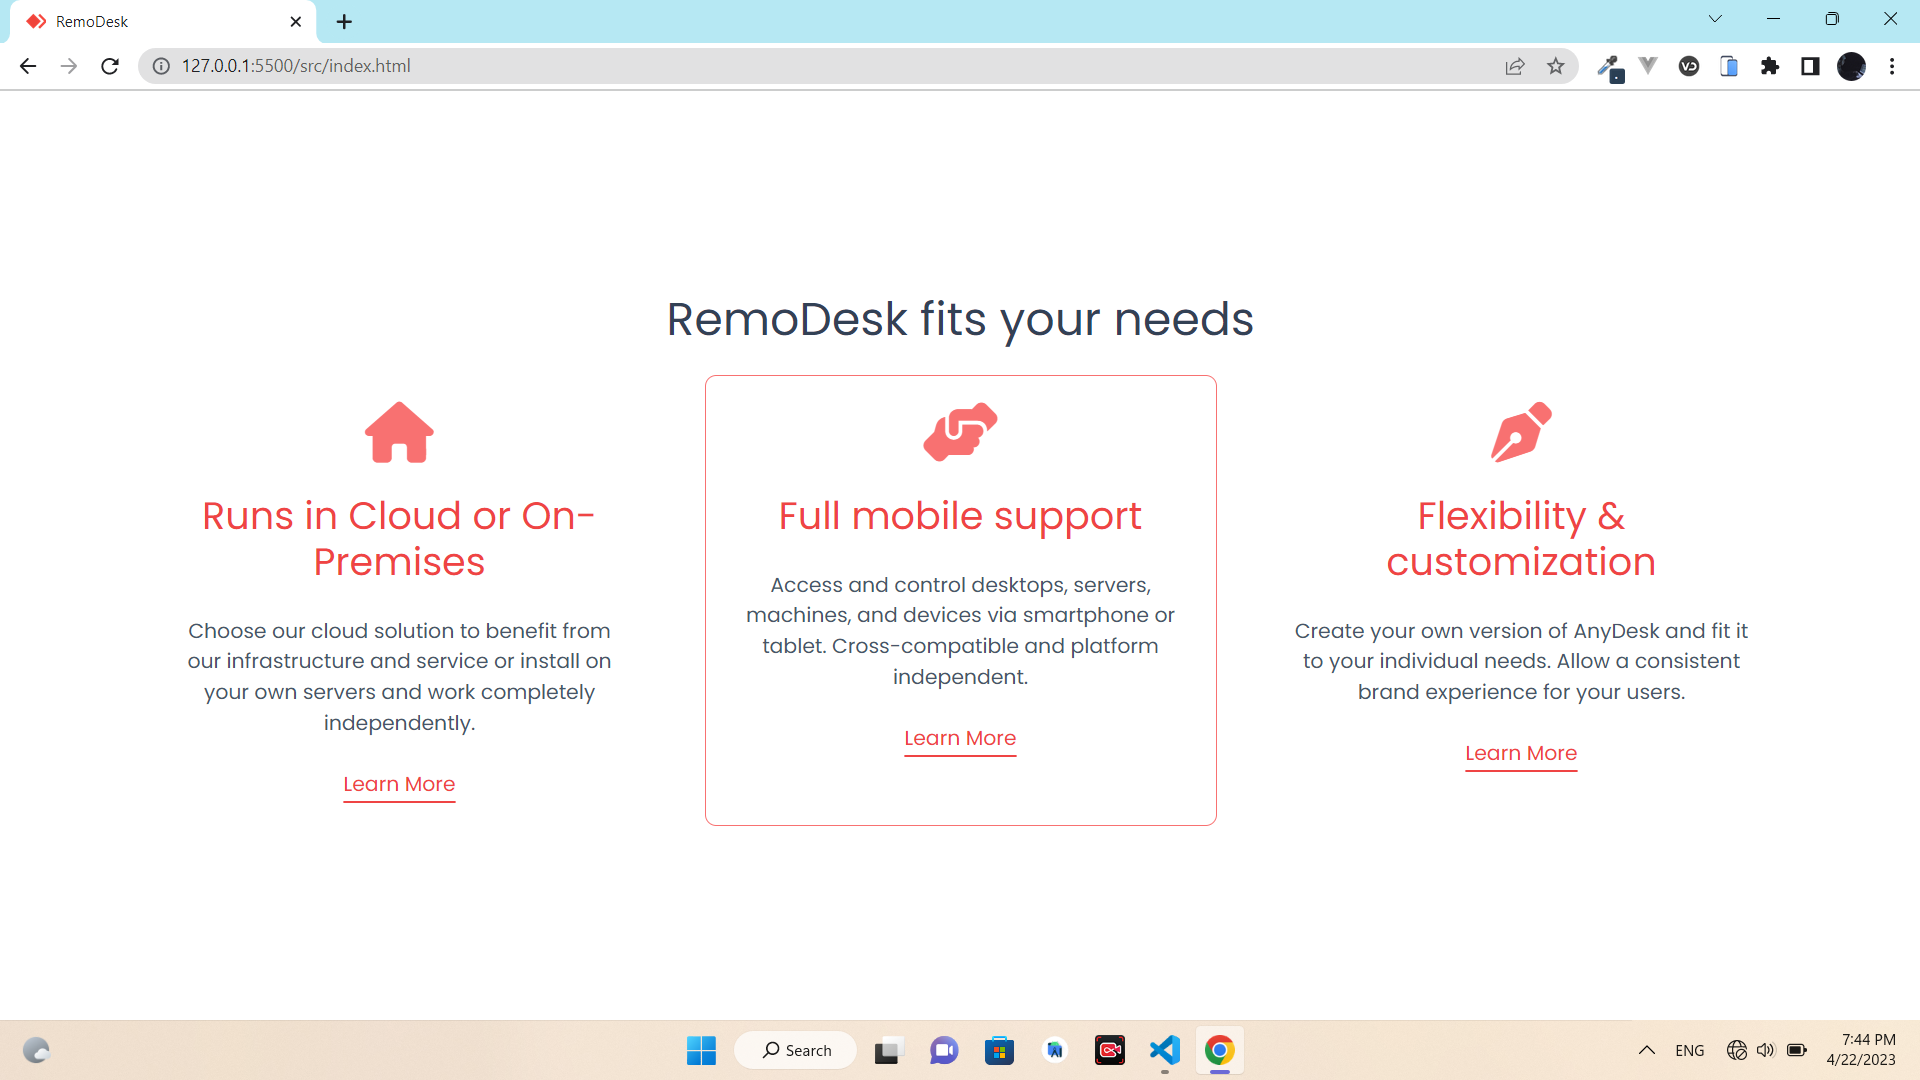 RemoDesk
127.0.0.1:5500/src/index.html
RemoDesk fits your needs
Runs in Cloud or On-
Premises
Choose our cloud solution to benefit from
our infrastructure and service or install on
your own servers and work completely
independently.
Learn More
Full mobile support
Access and control desktops, servers,
machines, and devices via smartphone or
tablet. Cross-compatible and platform
independent.
Learn More
Flexibility &
customization
Create your own version of AnyDesk and fit it
to your individual needs. Allow a consistent
brand experience for your users.
Learn More
Search
ENG
7:44 PM
4/22/2023